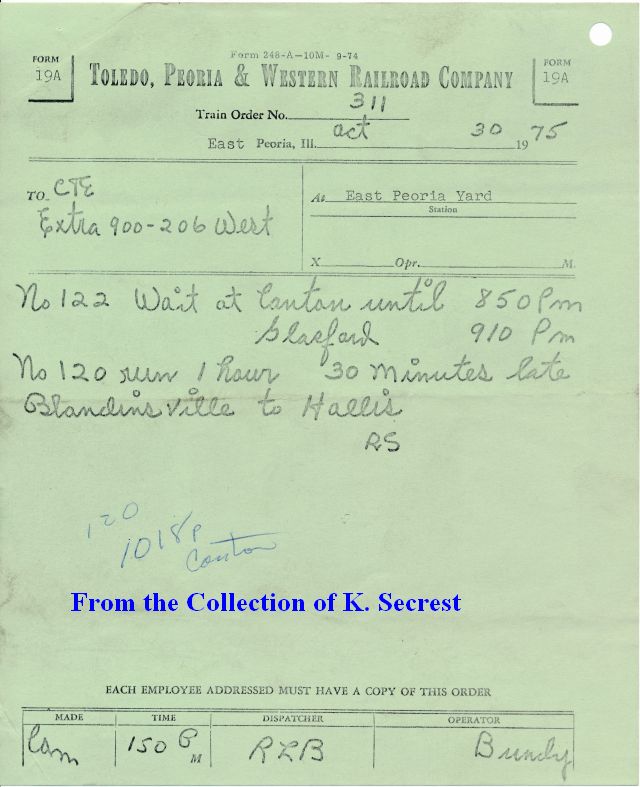 Form 248-A-10M- 9-74
FORM
19A
TOLEDO, PEORIA & WESTERN RAILROAD COMPANY
FORM
19A
Train Order No. 311
East Peoria, Ill. Oct 30 1975
TO C&E
Extra 900-206 West
At East Peoria Yard
Station
X Opr. M.
No 122 Wait at Canton until 850 Pm
Glasford 910 Pm
No 120 run 1 hour 30 minutes late
Blandinsville to Hollis
RS
120
1018P
Canton
From the Collection of K. Secrest
EACH EMPLOYEE ADDRESSED MUST HAVE A COPY OF THIS ORDER
MADE TIME DISPATCHER OPERATOR
Com 150 P M RLB Bundy